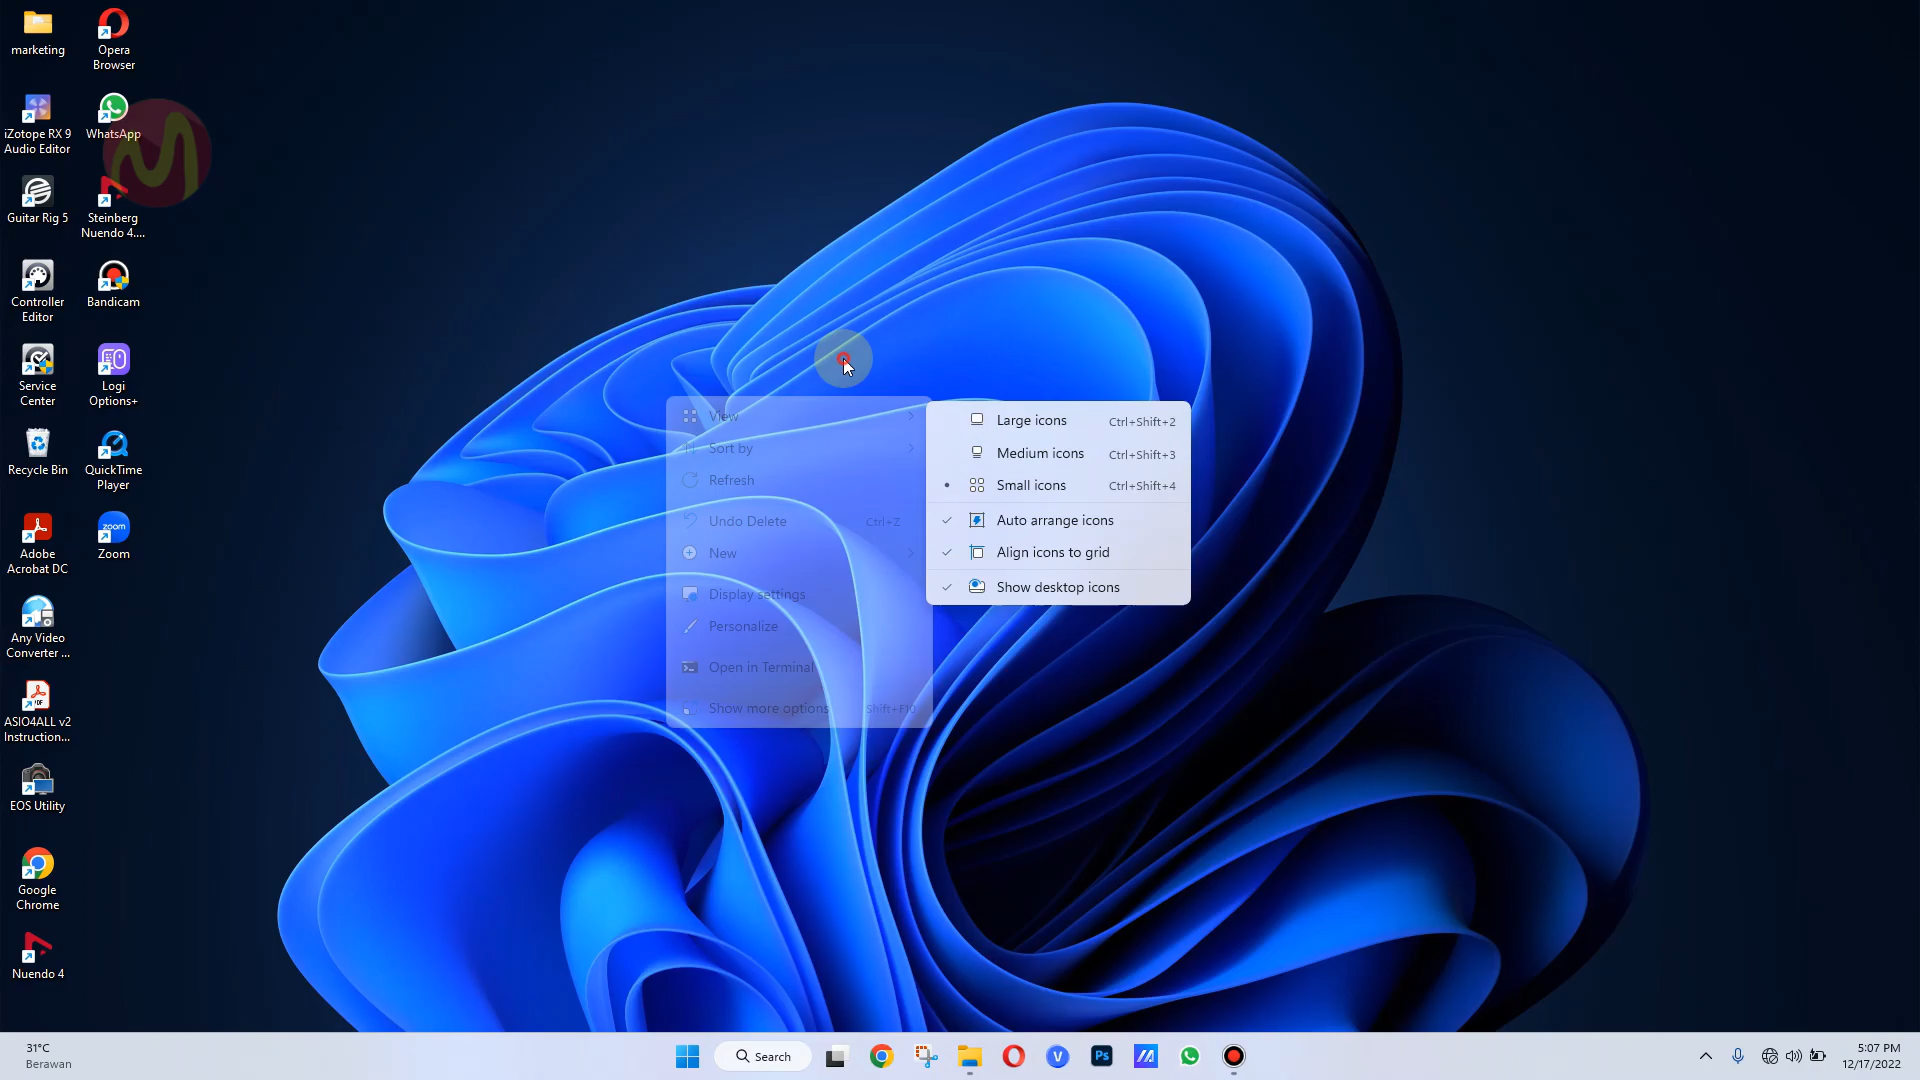 marketing
Opera
Browser
iZotope RX 9
Audio Editor
WhatsApp
Guitar Rig 5
Steinberg
Nuendo 4....
Controller
Editor
Bandicam
Service
Center
Logi
Options+
Recycle Bin
QuickTime
Player
Adobe
Acrobat DC
zoom
Zoom
Any Video
Converter ...
PDF
ASIO4ALL v2
Instruction...
EOS Utility
Google
Chrome
Nuendo 4
View
Sort by
Refresh
Undo Delete Ctrl+Z
New
Display settings
Personalize
Open in Terminal
Show more options Shift+F10
Large icons Ctrl+Shift+2
Medium icons Ctrl+Shift+3
Small icons Ctrl+Shift+4
Auto arrange icons
Align icons to grid
Show desktop icons
31°C
Berawan
Search
V
Ps
5:07 PM
12/17/2022